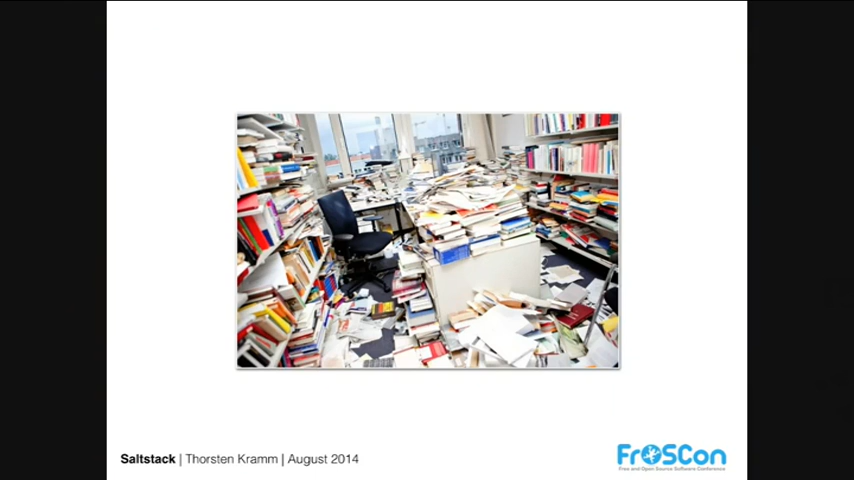 Saltstack | Thorsten Kramm | August 2014
FrOSCon
Free and Open Source Software Conference